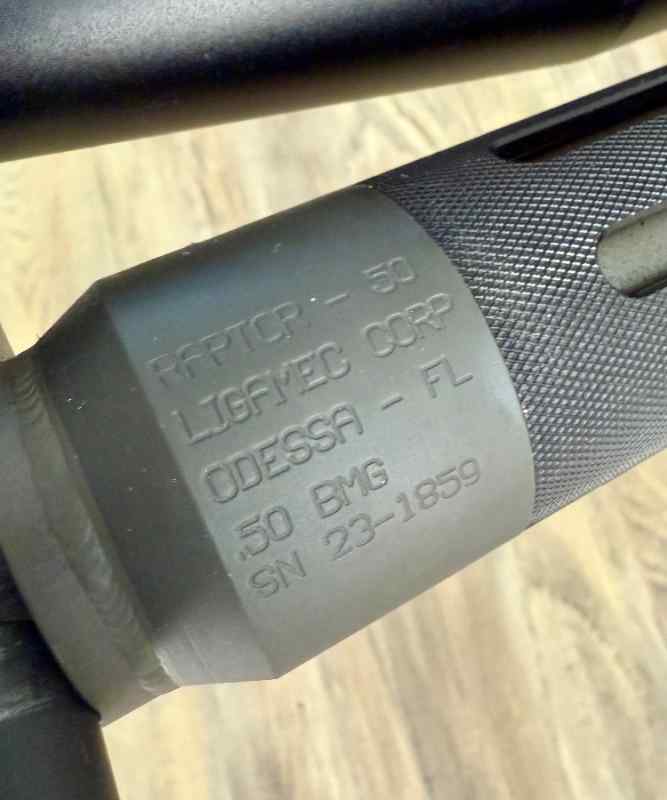 RAPTOR - 50
LIGAMEC CORP
ODESSA - FL
.50 BMG
SN 23-1859